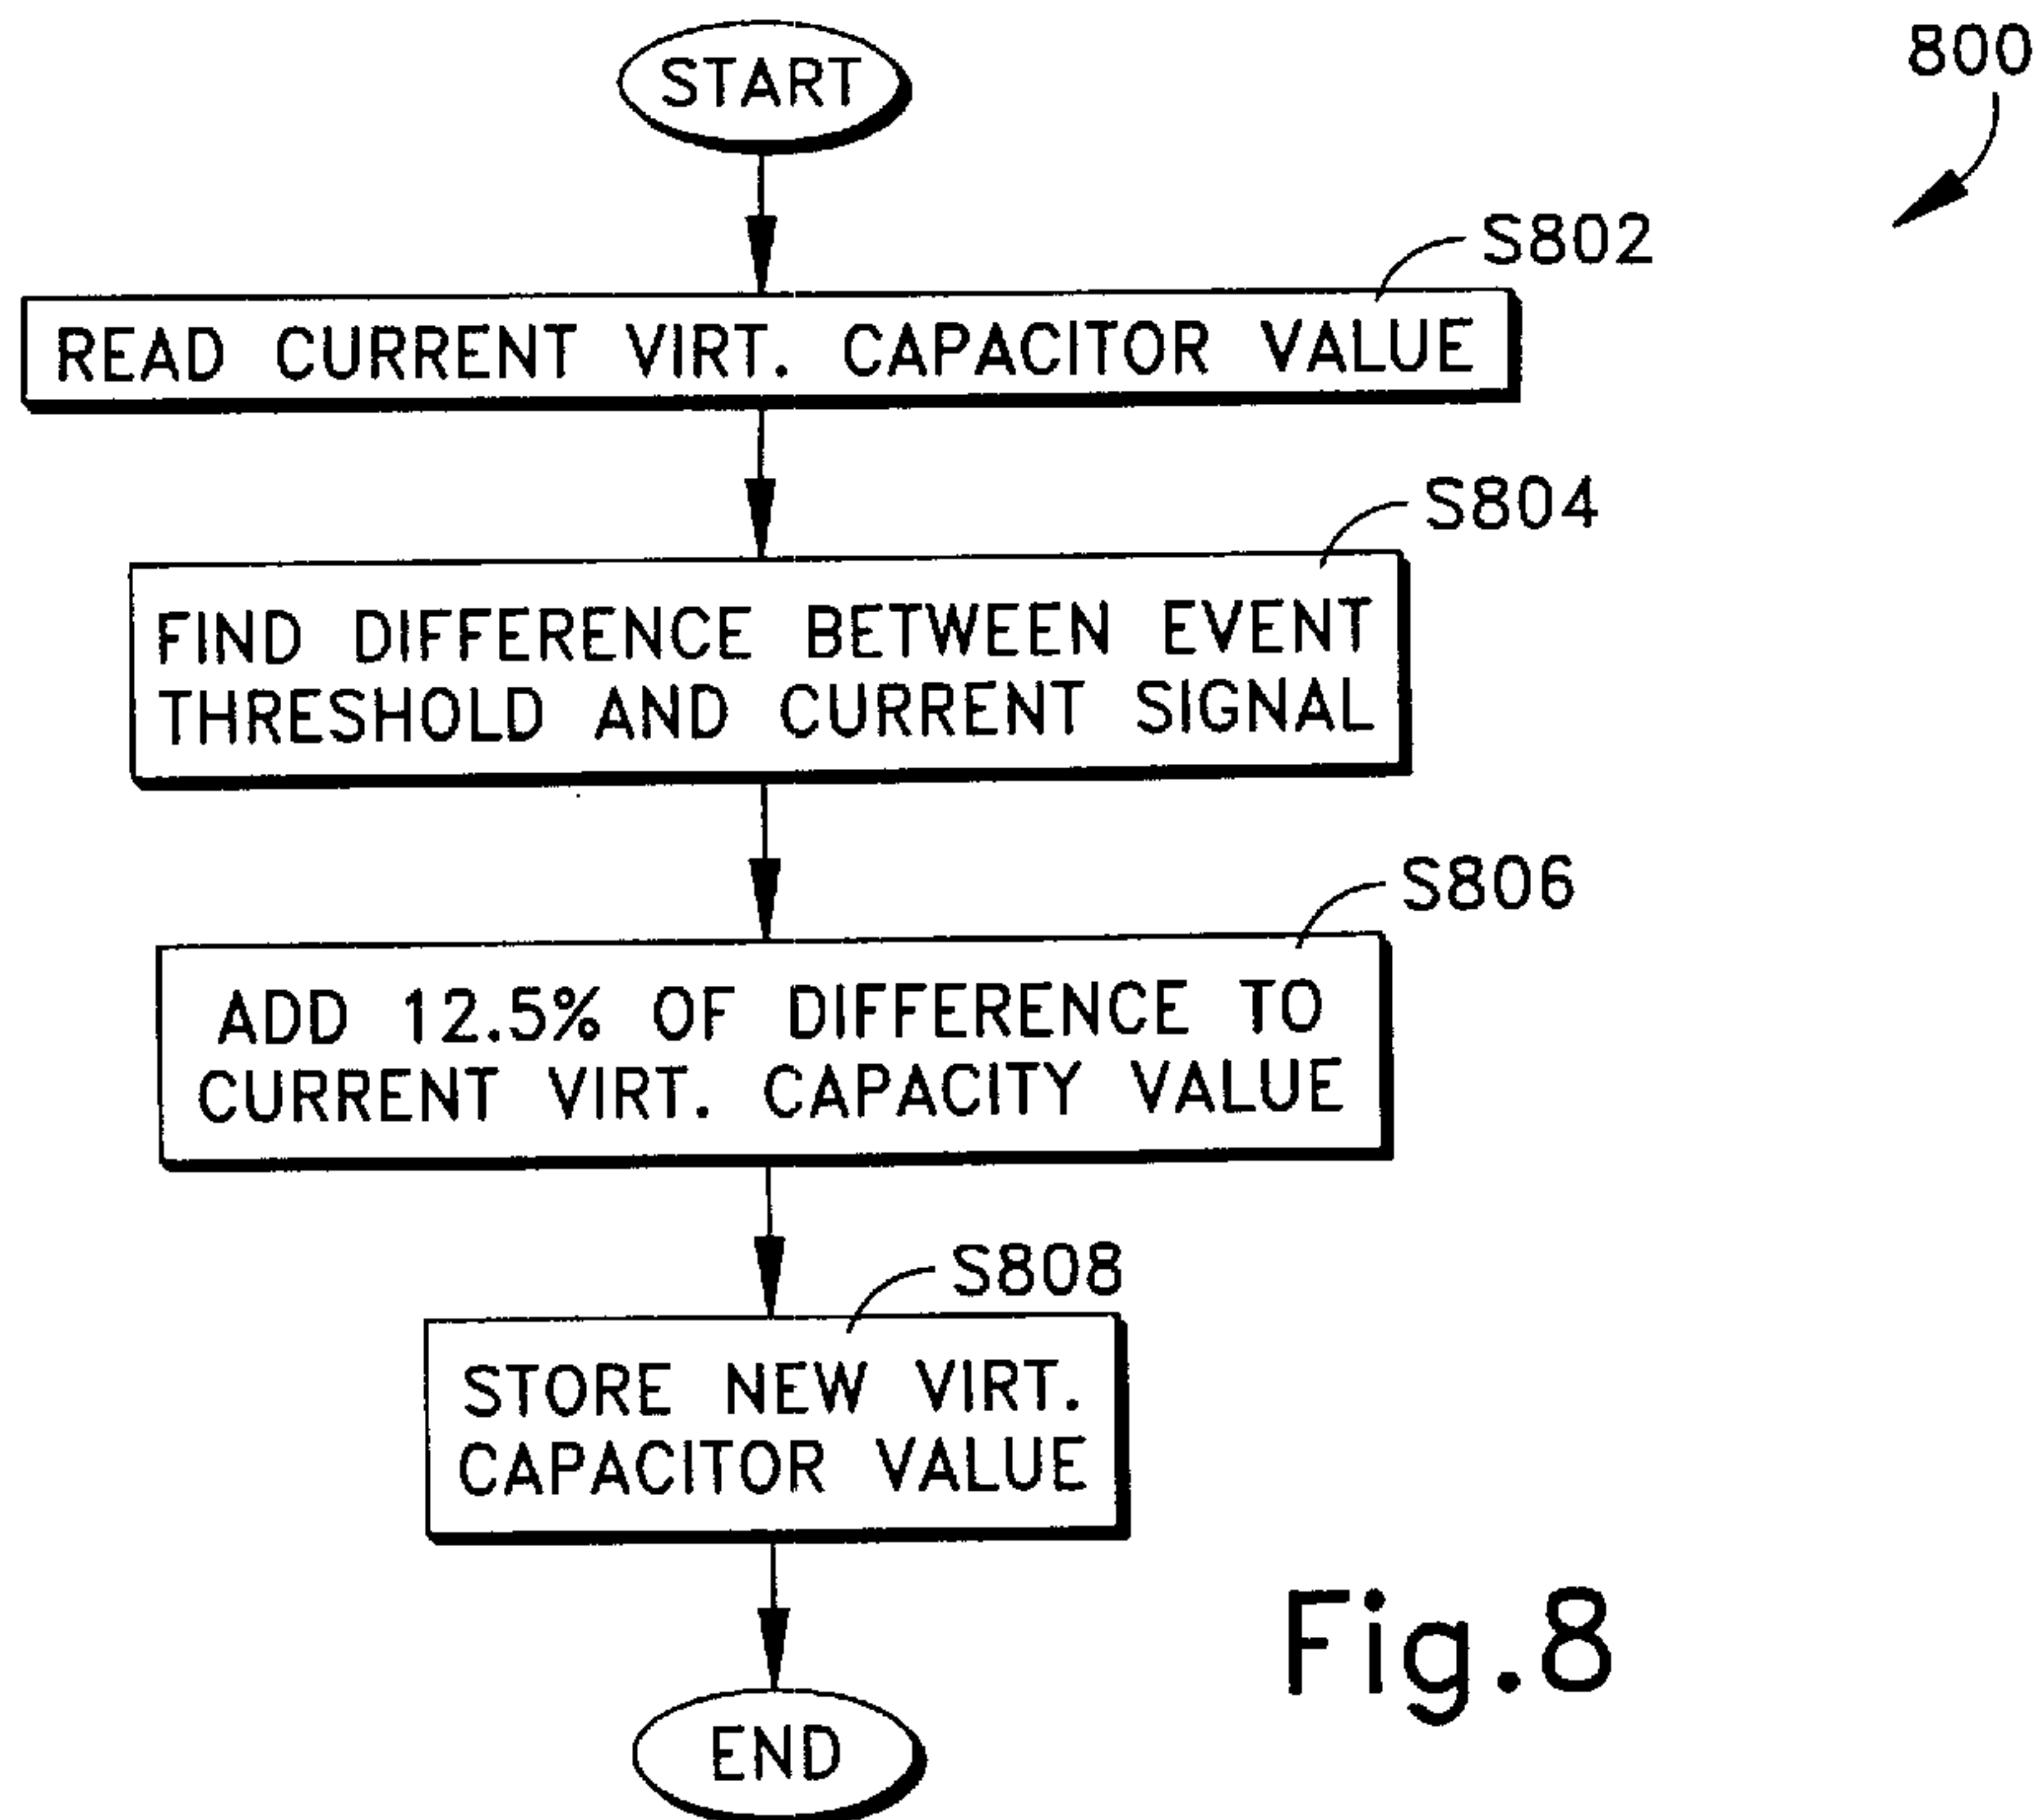 START
800
S802
READ CURRENT VIRT. CAPACITOR VALUE
S804
FIND DIFFERENCE BETWEEN EVENT
THRESHOLD AND CURRENT SIGNAL
S806
ADD 12.5% OF DIFFERENCE TO
CURRENT VIRT. CAPACITY VALUE
S808
STORE NEW VIRT.
CAPACITOR VALUE
END
Fig.8